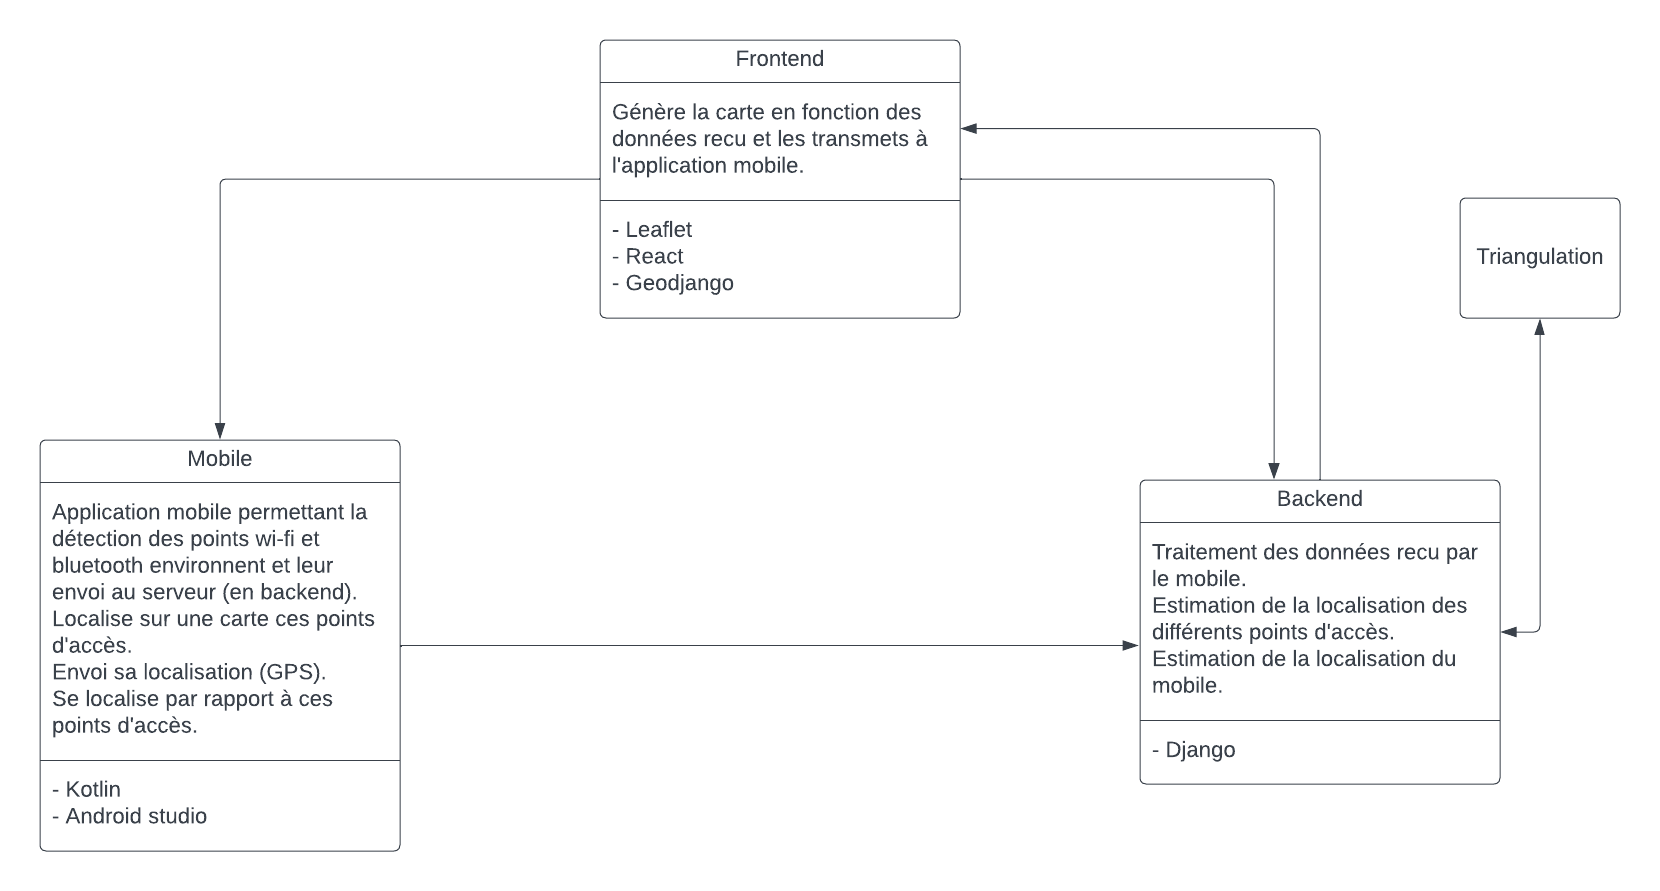 Frontend
Génère la carte en fonction des
données recu et les transmets à
l'application mobile.
- Leaflet
- React
- Geodjango
Triangulation
Mobile
Application mobile permettant la
détection des points wi-fi et
bluetooth environnent et leur
envoi au serveur (en backend).
Localise sur une carte ces points
d'accès.
Envoi sa localisation (GPS).
Se localise par rapport à ces
points d'accès.
- Kotlin
- Android studio
Backend
Traitement des données recu par
le mobile.
Estimation de la localisation des
différents points d'accès.
Estimation de la localisation du
mobile.
- Django